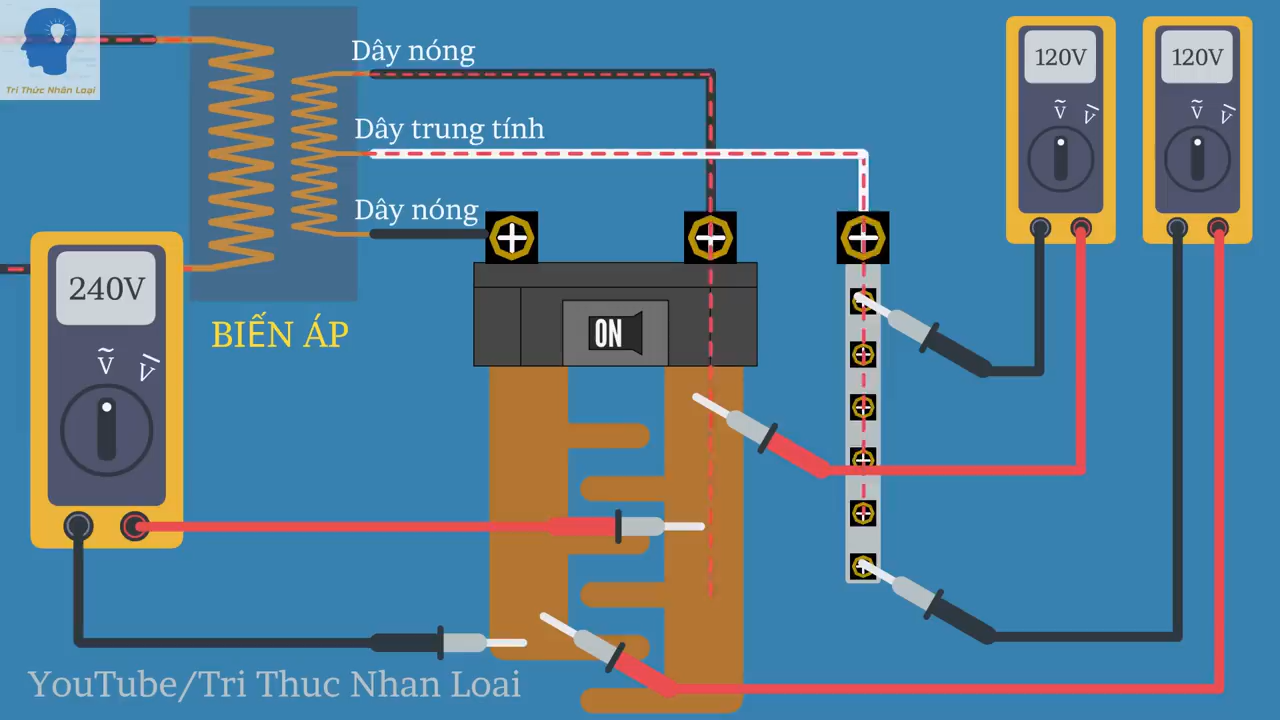 Tri Thức Nhân Loại
Dây nóng
Dây trung tính
Dây nóng
120V
120V
Ṽ
V
Ṽ
V
240V
Ṽ
V
BIẾN ÁP
ON
YouTube/Tri Thuc Nhan Loai